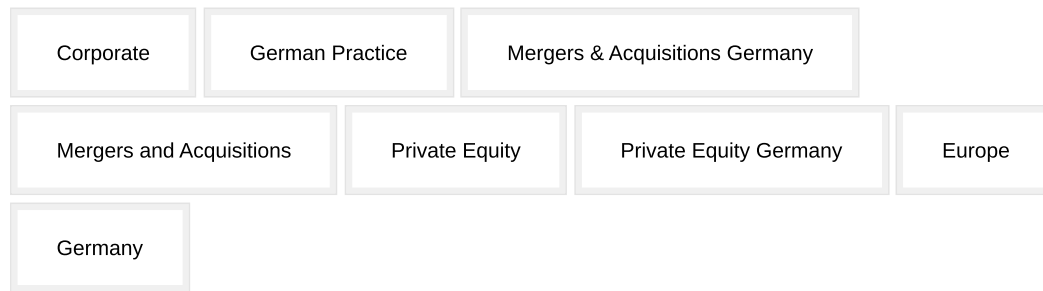 Corporate German Practice Mergers & Acquisitions Germany
Mergers and Acquisitions Private Equity Private Equity Germany Europe
Germany